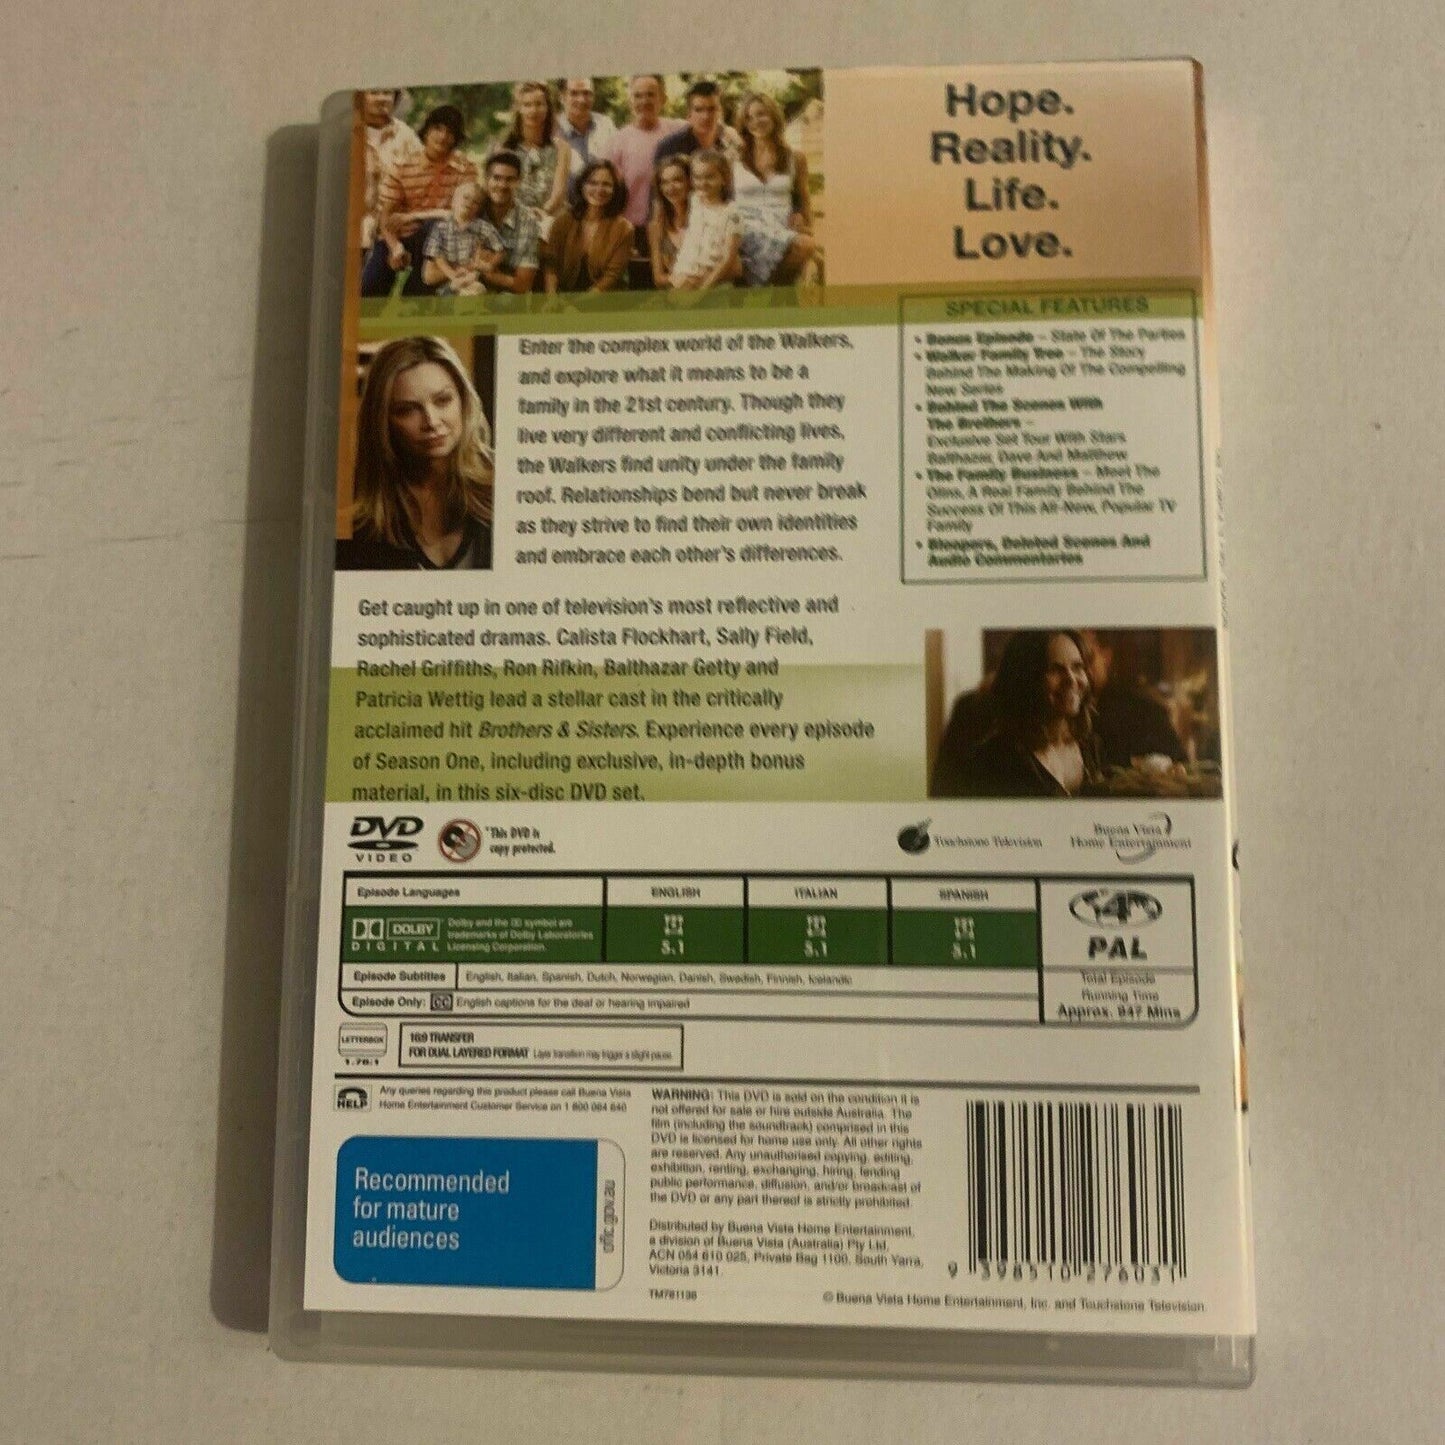 Hope.
Reality.
Life.
Love.
Enter the complex world of the Walkers,
and explore what it means to be a
family in the 21st century. Though they
live very different and conflicting lives,
the Walkers find unity under the family
roof. Relationships bend but never break
as they strive to find their own identities
and embrace each other's differences.
SPECIAL FEATURES
• Bonus Episode – State Of The Parties
• Walker Family Tree – The Story
Behind The Making Of The Compelling
New Series
• Behind The Scenes With
The Brothers –
Exclusive Set Tour With Stars
Balthazar, Dave And Matthew
• The Family Business – Meet The
Olins, A Real Family Behind The
Success Of This All-New, Popular TV
Family
• Bloopers, Deleted Scenes And
Audio Commentaries
Get caught up in one of television's most reflective and
sophisticated dramas. Calista Flockhart, Sally Field,
Rachel Griffiths, Ron Rifkin, Balthazar Getty and
Patricia Wettig lead a stellar cast in the critically
acclaimed hit Brothers & Sisters. Experience every episode
of Season One, including exclusive, in-depth bonus
material, in this six-disc DVD set.
DVD
VIDEO
"This DVD is
copy protected.
Touchstone Television
Buena Vista
Home Entertainment
Episode Languages
ENGLISH
ITALIAN
SPANISH
DOLBY
DIGITAL
Dolby and the DD symbol are
trademarks of Dolby Laboratories
Licensing Corporation.
5.1
5.1
5.1
4
PAL
Episode Subtitles
English, Italian, Spanish, Dutch, Norwegian, Danish, Swedish, Finnish, Icelandic
Episode Only: CC English captions for the deaf or hearing impaired
Total Episode
Running Time
Approx. 947 Mins
LETTERBOX
1.78:1
16:9 TRANSFER
FOR DUAL LAYERED FORMAT Layer transition may trigger a slight pause.
HELP
Any queries regarding this product please call Buena Vista
Home Entertainment Customer Service on 1 800 064 640
Recommended
for mature
audiences
oflc.gov.au
WARNING: This DVD is sold on the condition it is
not offered for sale or hire outside Australia. The
film (including the soundtrack) comprised in this
DVD is licensed for home use only. All other rights
are reserved. Any unauthorised copying, editing,
exhibition, renting, exchanging, hiring, lending
public performance, diffusion, and/or broadcast of
the DVD or any part thereof is strictly prohibited.
Distributed by Buena Vista Home Entertainment,
a division of Buena Vista (Australia) Pty Ltd,
ACN 054 610 025, Private Bag 1100, South Yarra,
Victoria 3141.
TM761136
9 398510 276031
© Buena Vista Home Entertainment, Inc. and Touchstone Television